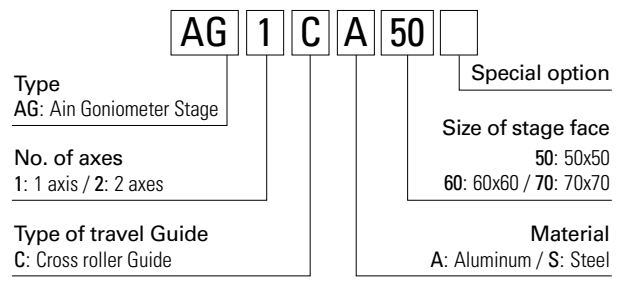 AG 1 C A 50
Type
AG: Ain Goniometer Stage
No. of axes
1: 1 axis / 2: 2 axes
Type of travel Guide
C: Cross roller Guide
Special option
Size of stage face
50: 50x50
60: 60x60 / 70: 70x70
Material
A: Aluminum / S: Steel